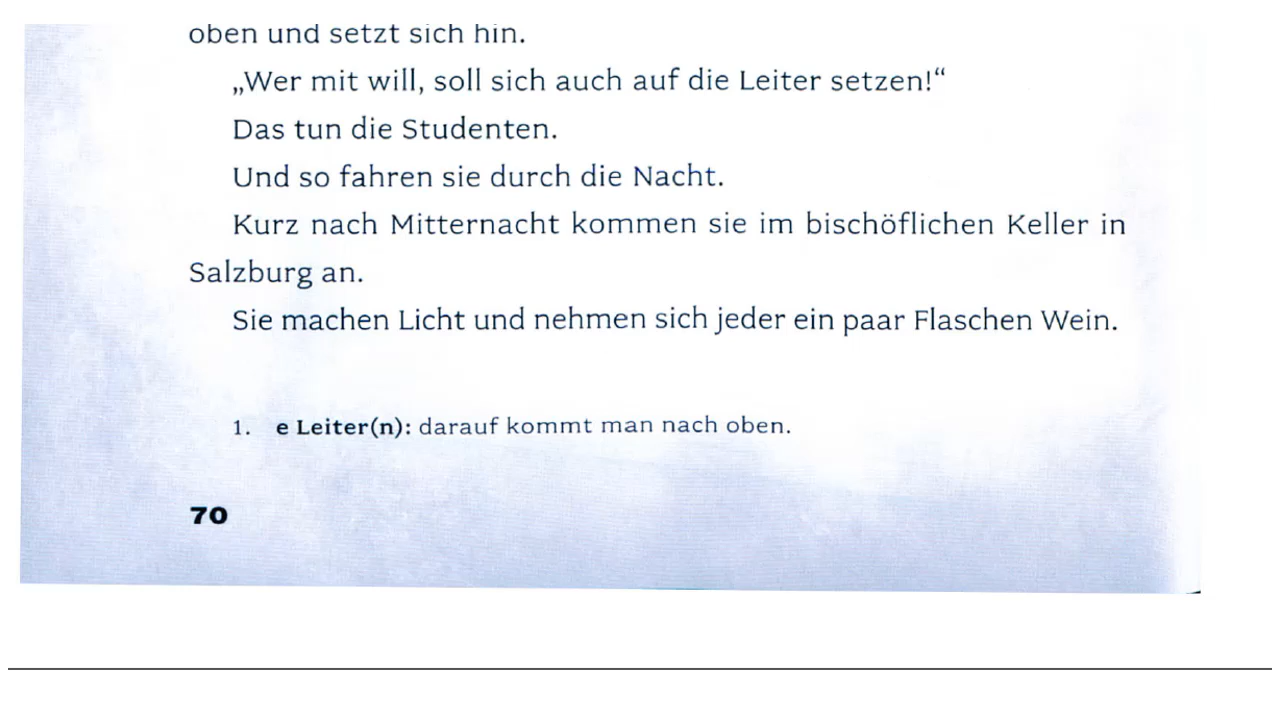 oben und setzt sich hin.
„Wer mit will, soll sich auch auf die Leiter setzen!“
Das tun die Studenten.
Und so fahren sie durch die Nacht.
Kurz nach Mitternacht kommen sie im bischöflichen Keller in
Salzburg an.
Sie machen Licht und nehmen sich jeder ein paar Flaschen Wein.
1. e Leiter(n): darauf kommt man nach oben.
70